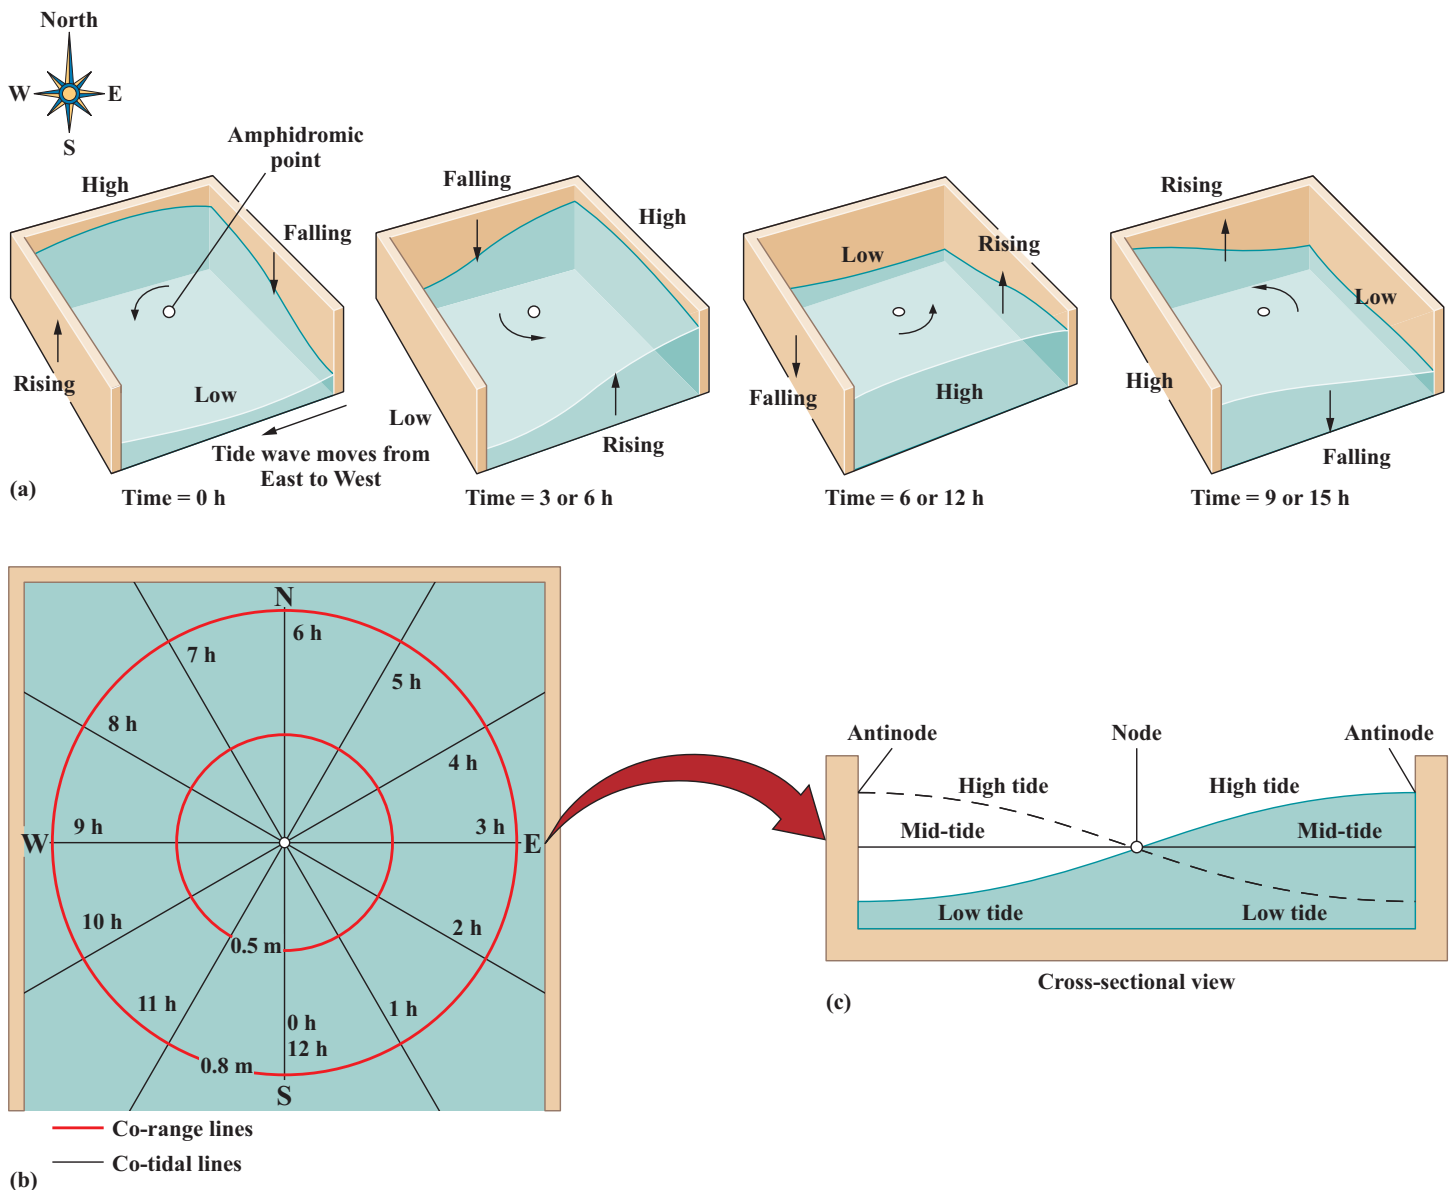 North
W
E
S
Amphidromic
point
High
Falling
Rising
Low
Tide wave moves from
East to West
Time = 0 h
Falling
High
Low
Rising
Time = 3 or 6 h
Low
Rising
Falling
High
Time = 6 or 12 h
Rising
Low
High
Falling
Time = 9 or 15 h
(a)
N
6 h
7 h
5 h
8 h
4 h
W
9 h
3 h
E
10 h
2 h
0.5 m
11 h
1 h
0 h
12 h
0.8 m
S
Co-range lines
Co-tidal lines
(b)
Antinode
Node
Antinode
High tide
High tide
Mid-tide
Mid-tide
Low tide
Low tide
Cross-sectional view
(c)